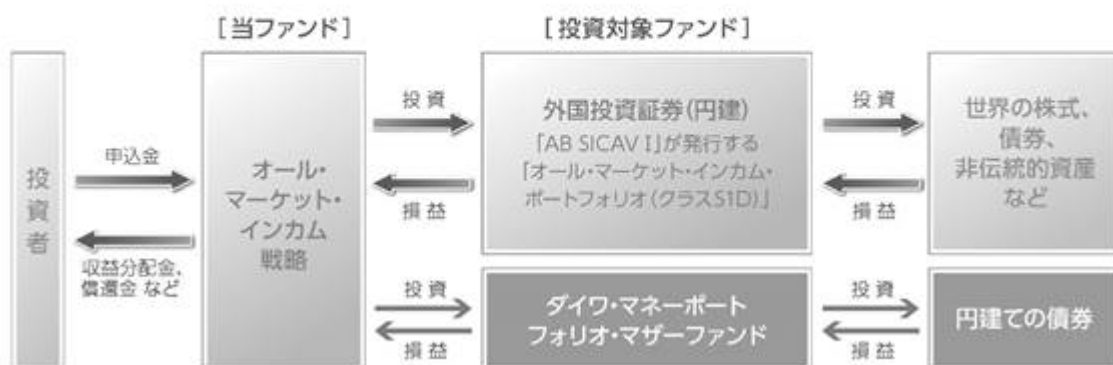 [当ファンド]
[投資対象ファンド]
投資者
申込金
収益分配金、
償還金 など
オール・
マーケット・
インカム
戦略
投資
損益
外国投資証券(円建)
「AB SICAV I」が発行する
「オール・マーケット・インカム・
ポートフォリオ(クラスS1D)」
投資
損益
世界の株式、
債券、
非伝統的資産
など
投資
損益
ダイワ・マネーポート
フォリオ・マザーファンド
投資
損益
円建ての債券